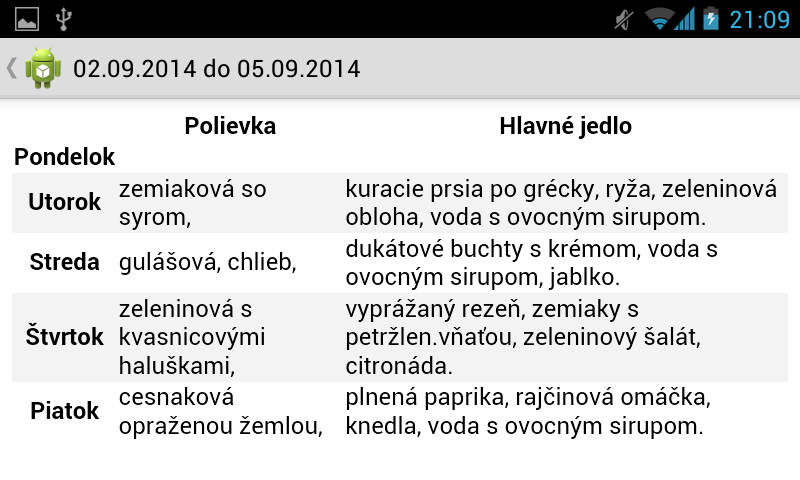 21:09
02.09.2014 do 05.09.2014
Polievka Hlavné jedlo
Pondelok
Utorok
zemiaková so
syrom,
kuracie prsia po grécky, ryža, zeleninová
obloha, voda s ovocným sirupom.
Streda
gulášová, chlieb,
dukátové buchty s krémom, voda s
ovocným sirupom, jablko.
Štvrtok
zeleninová s
kvasnicovými
haluškami,
vyprážaný rezeň, zemiaky s
petržlen.vňaťou, zeleninový šalát,
citronáda.
Piatok
cesnaková
opraženou žemlou,
plnená paprika, rajčinová omáčka,
knedla, voda s ovocným sirupom.